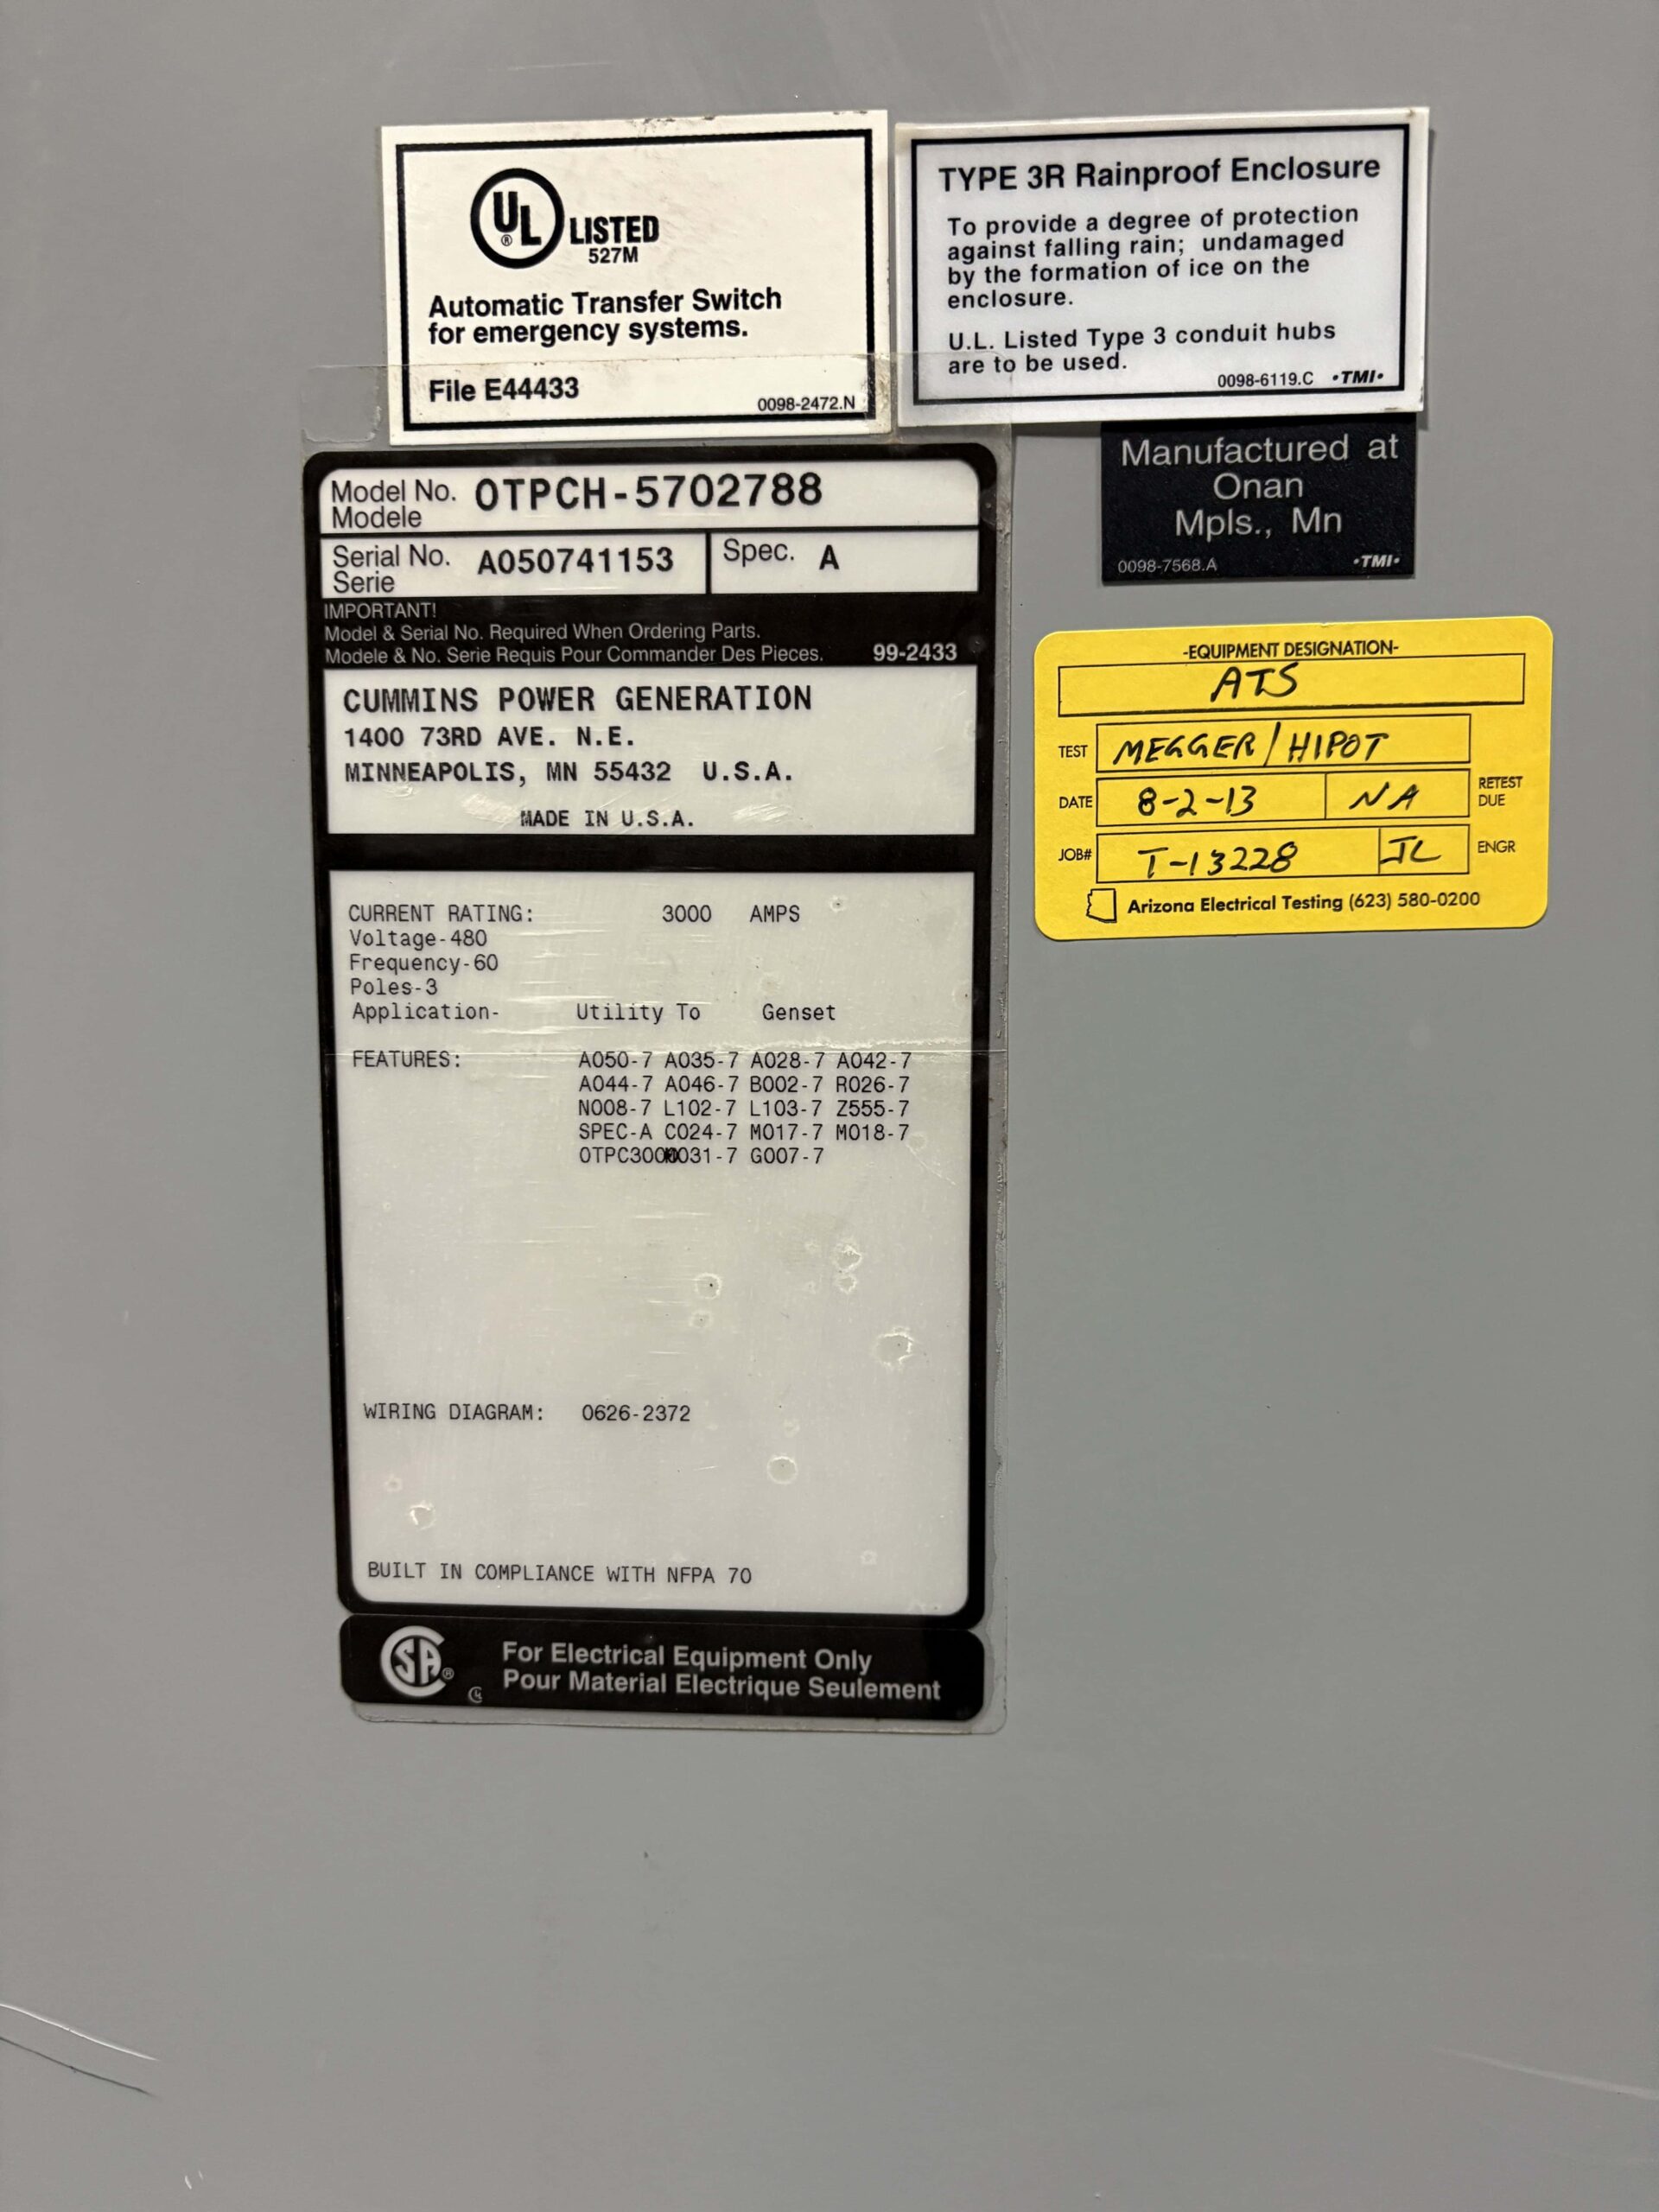 UL® LISTED
527M
Automatic Transfer Switch
for emergency systems.
File E44433
0098-2472.N
TYPE 3R Rainproof Enclosure
To provide a degree of protection
against falling rain; undamaged
by the formation of ice on the
enclosure.
U.L. Listed Type 3 conduit hubs
are to be used.
0098-6119.C •TMI•
Manufactured at
Onan
Mpls., Mn
0098-7568.A •TMI•
Model No. OTPCH-5702788
Modele
Serial No. A050741153 Spec. A
Serie
IMPORTANT!
Model & Serial No. Required When Ordering Parts.
Modele & No. Serie Requis Pour Commander Des Pieces. 99-2433
CUMMINS POWER GENERATION
1400 73RD AVE. N.E.
MINNEAPOLIS, MN 55432 U.S.A.
MADE IN U.S.A.
CURRENT RATING: 3000 AMPS
Voltage-480
Frequency-60
Poles-3
Application- Utility To Genset
FEATURES: A050-7 A035-7 A028-7 A042-7
A044-7 A046-7 B002-7 R026-7
N008-7 L102-7 L103-7 Z555-7
SPEC-A C024-7 M017-7 M018-7
G007-7
WIRING DIAGRAM: 0626-2372
BUILT IN COMPLIANCE WITH NFPA 70
SA®
For Electrical Equipment Only
Pour Material Electrique Seulement
-EQUIPMENT DESIGNATION-
ATS
TEST MEGGER/HIPOT
DATE 8-2-13 NA RETEST
DUE
JOB# T-13228 JL ENGR
Arizona Electrical Testing (623) 580-0200